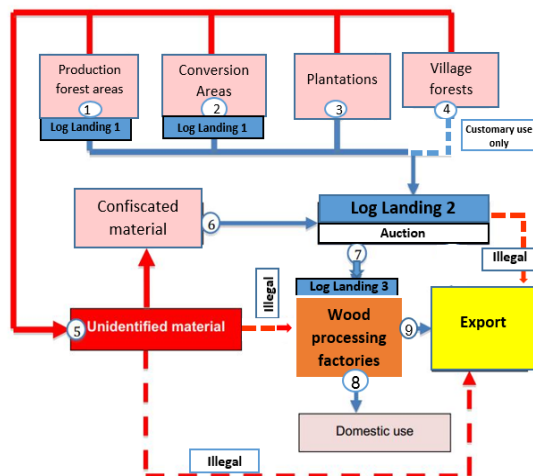 Production
forest areas
1
Log Landing 1
Conversion
Areas
2
Log Landing 1
Plantations
3
Village
forests
4
Customary use
only
Confiscated
material
6
Log Landing 2
Auction
7
Illegal
Log Landing 3
Illegal
5
Unidentified material
Wood
processing
factories
9
Export
8
Domestic use
Illegal